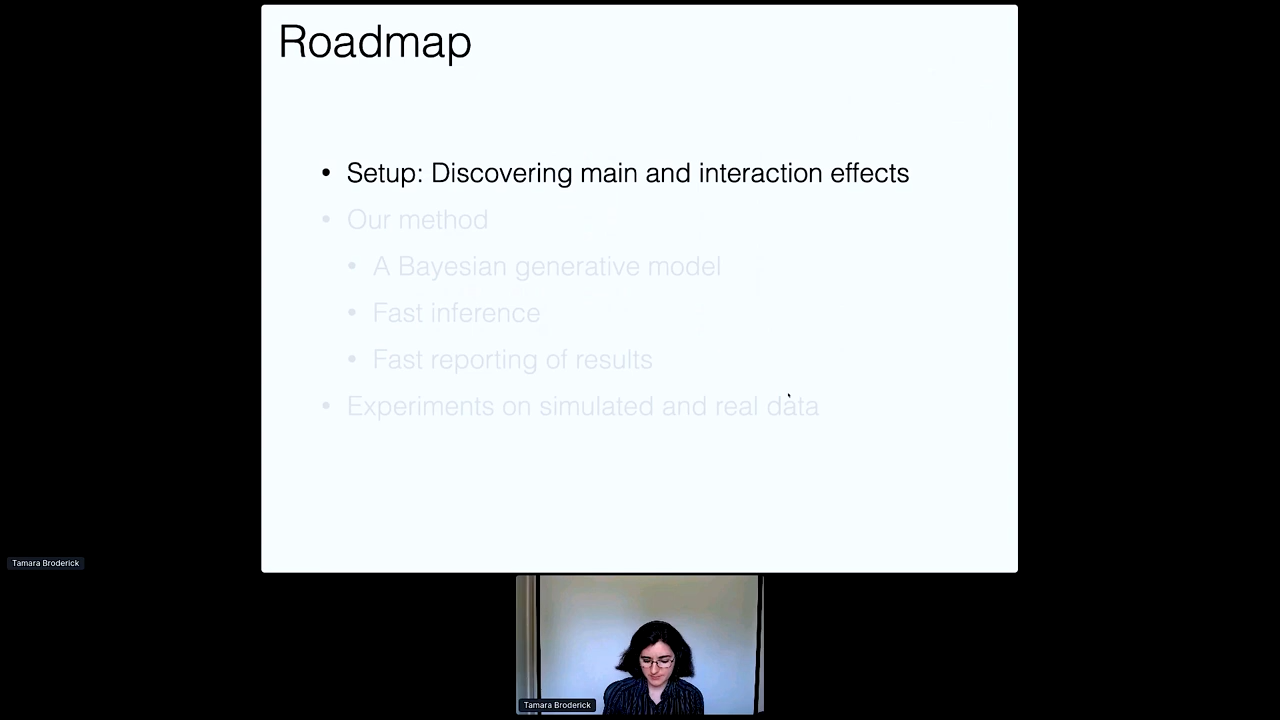 Roadmap
• Setup: Discovering main and interaction effects
• Our method
• A Bayesian generative model
• Fast inference
• Fast reporting of results
• Experiments on simulated and real data
Tamara Broderick
Tamara Broderick